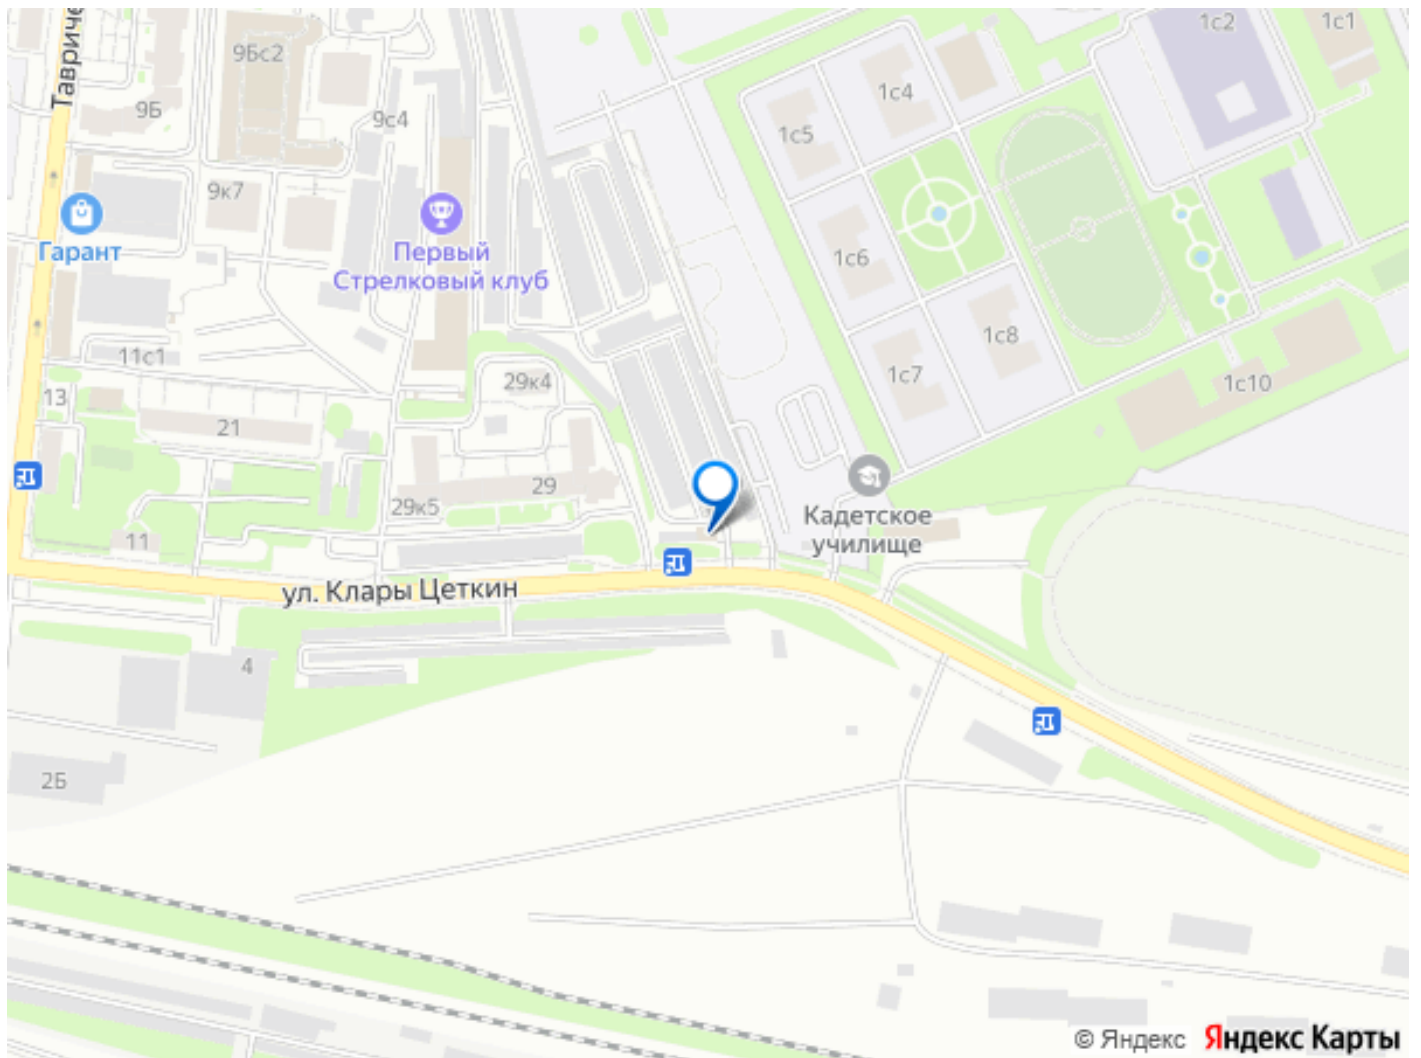 Тавриче
9Бс2
9Б
9с4
1с2
1с1
1с4
1с5
9к7
Гарант
Первый
Стрелковый клуб
1с6
1с8
1с7
1с10
11с1
29к4
13
21
29
29к5
11
Кадетское
училище
ул. Клары Цеткин
4
2Б
© Яндекс Яндекс Карты